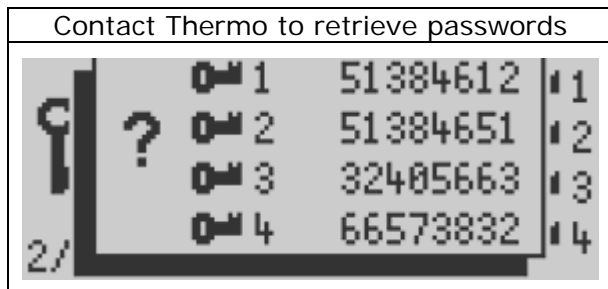 Contact Thermo to retrieve passwords
1 51384612 1
? 2 51384651 2
3 32405663 3
4 66573832 4
2/